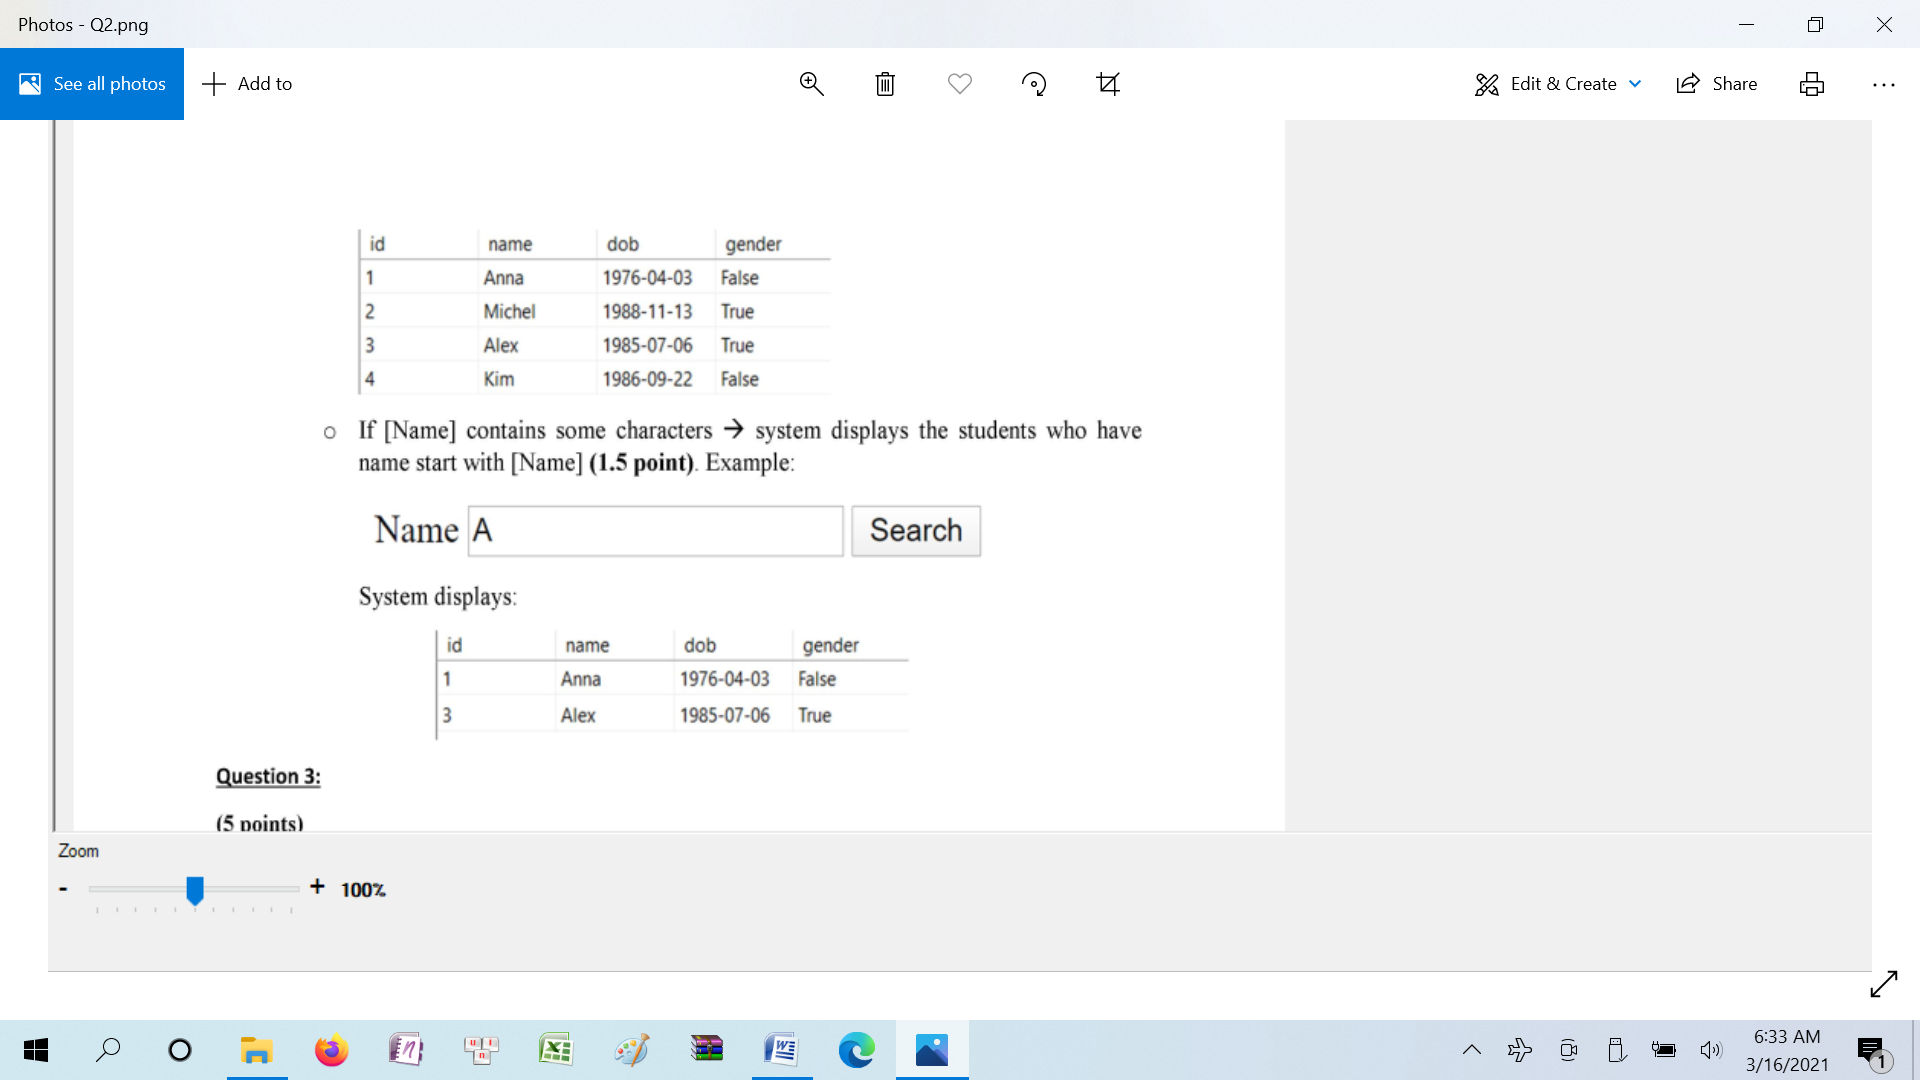 Photos - Q2.png
See all photos
Add to
Edit & Create
Share
id name dob gender
1 Anna 1976-04-03 False
2 Michel 1988-11-13 True
3 Alex 1985-07-06 True
4 Kim 1986-09-22 False
o If [Name] contains some characters → system displays the students who have
name start with [Name] (1.5 point). Example:
Name A Search
System displays:
id name dob gender
1 Anna 1976-04-03 False
3 Alex 1985-07-06 True
Question 3:
(5 points)
Zoom
- + 100%
6:33 AM
3/16/2021
1